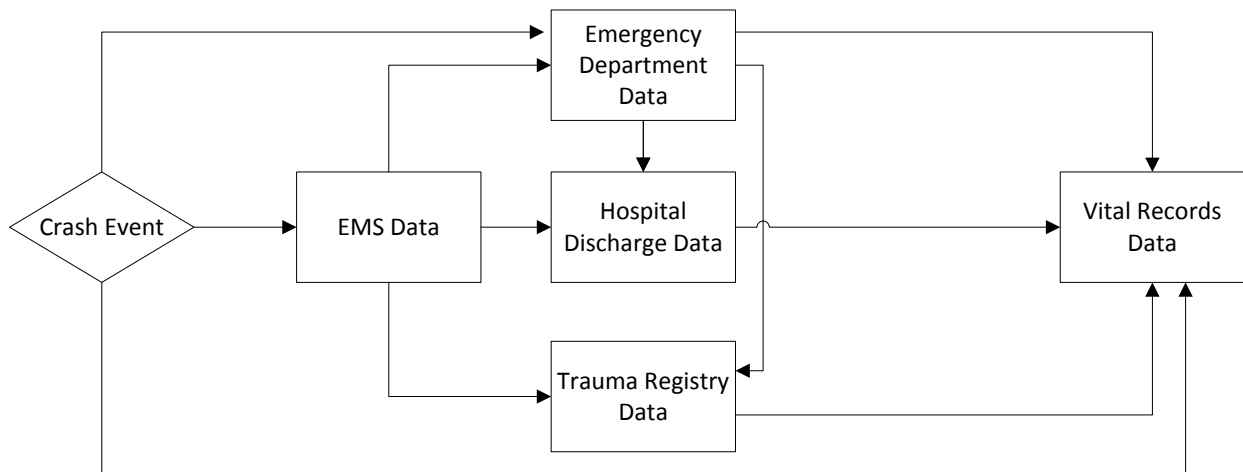 Emergency
Department
Data
Crash Event
EMS Data
Hospital
Discharge Data
Vital Records
Data
Trauma Registry
Data